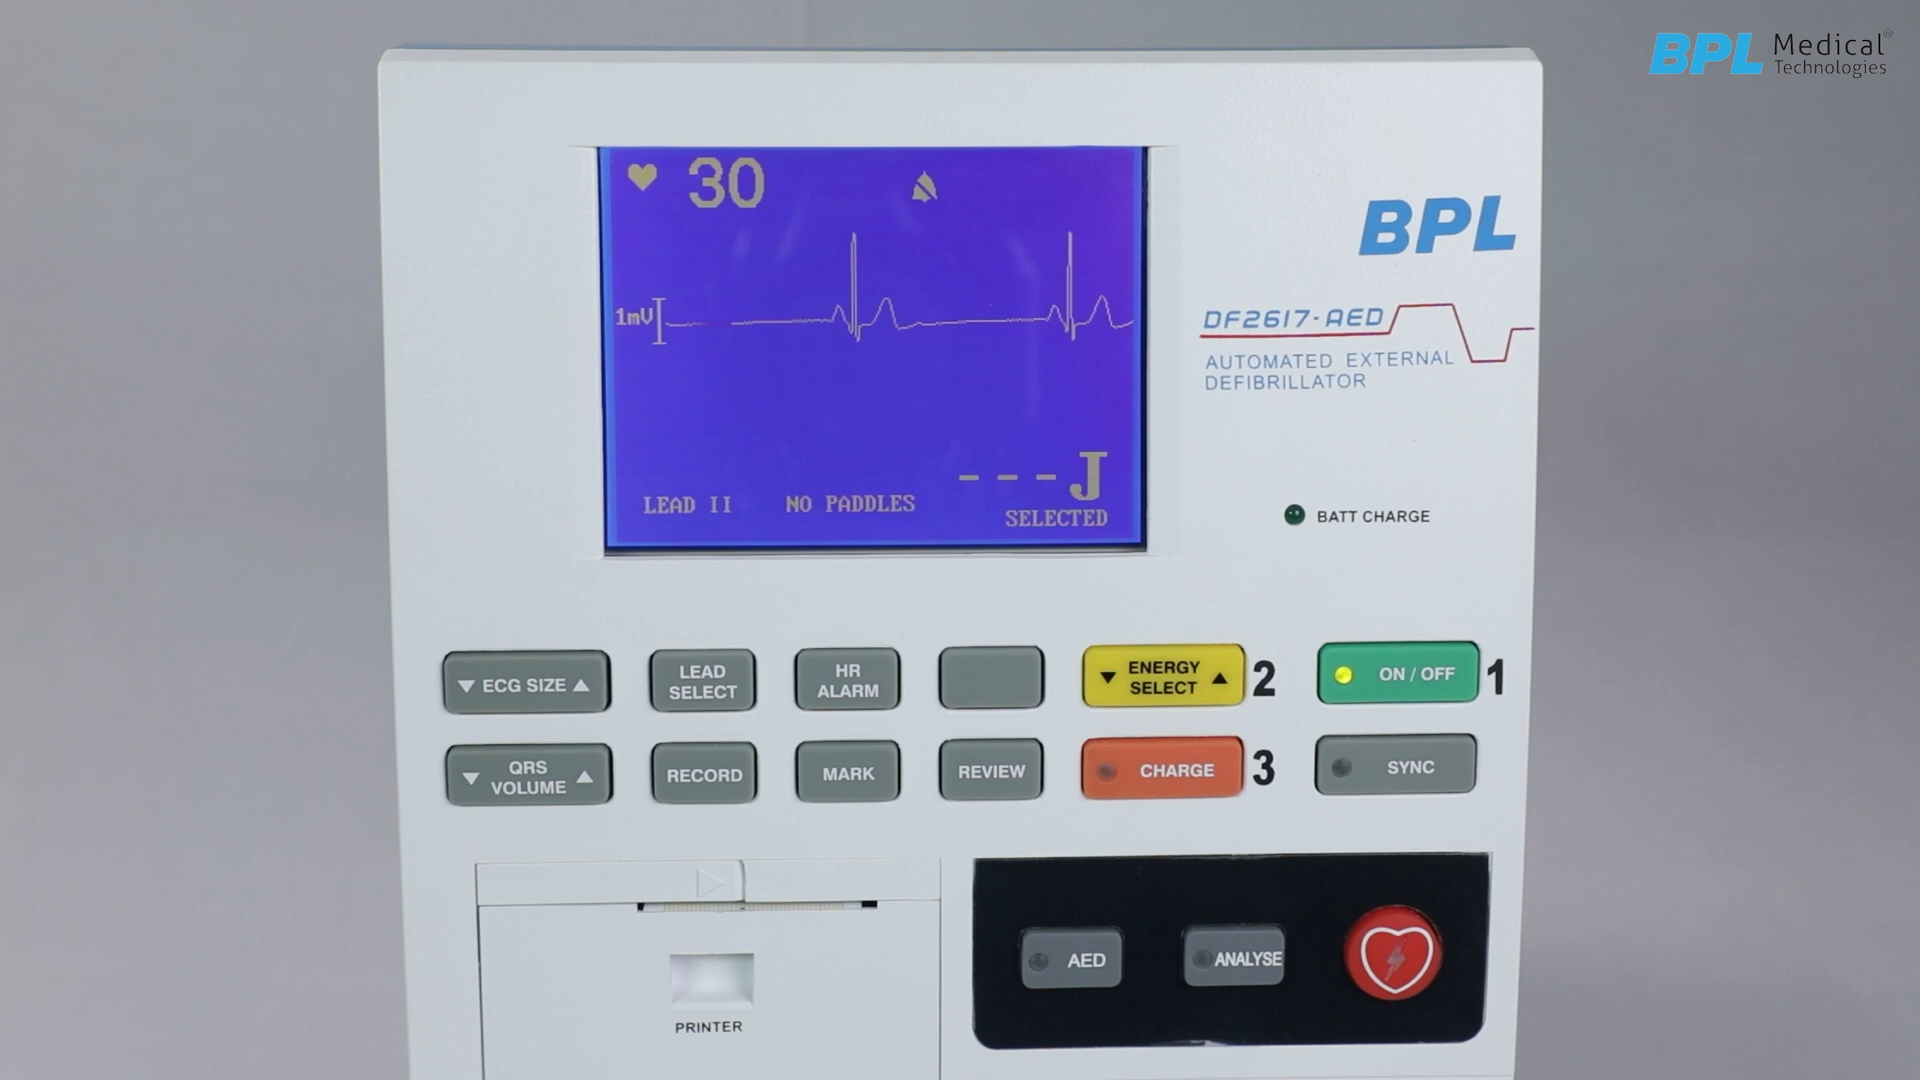 BPL Medical Technologies
30
1mV
---J
LEAD II NO PADDLES SELECTED
BPL
DF2617-AED
AUTOMATED EXTERNAL
DEFIBRILLATOR
BATT CHARGE
▼ ECG SIZE ▲
LEAD
SELECT
HR
ALARM
▼ ENERGY
SELECT ▲
2
ON / OFF
1
▼ QRS
VOLUME ▲
RECORD
MARK
REVIEW
CHARGE
3
SYNC
AED
ANALYSE
PRINTER